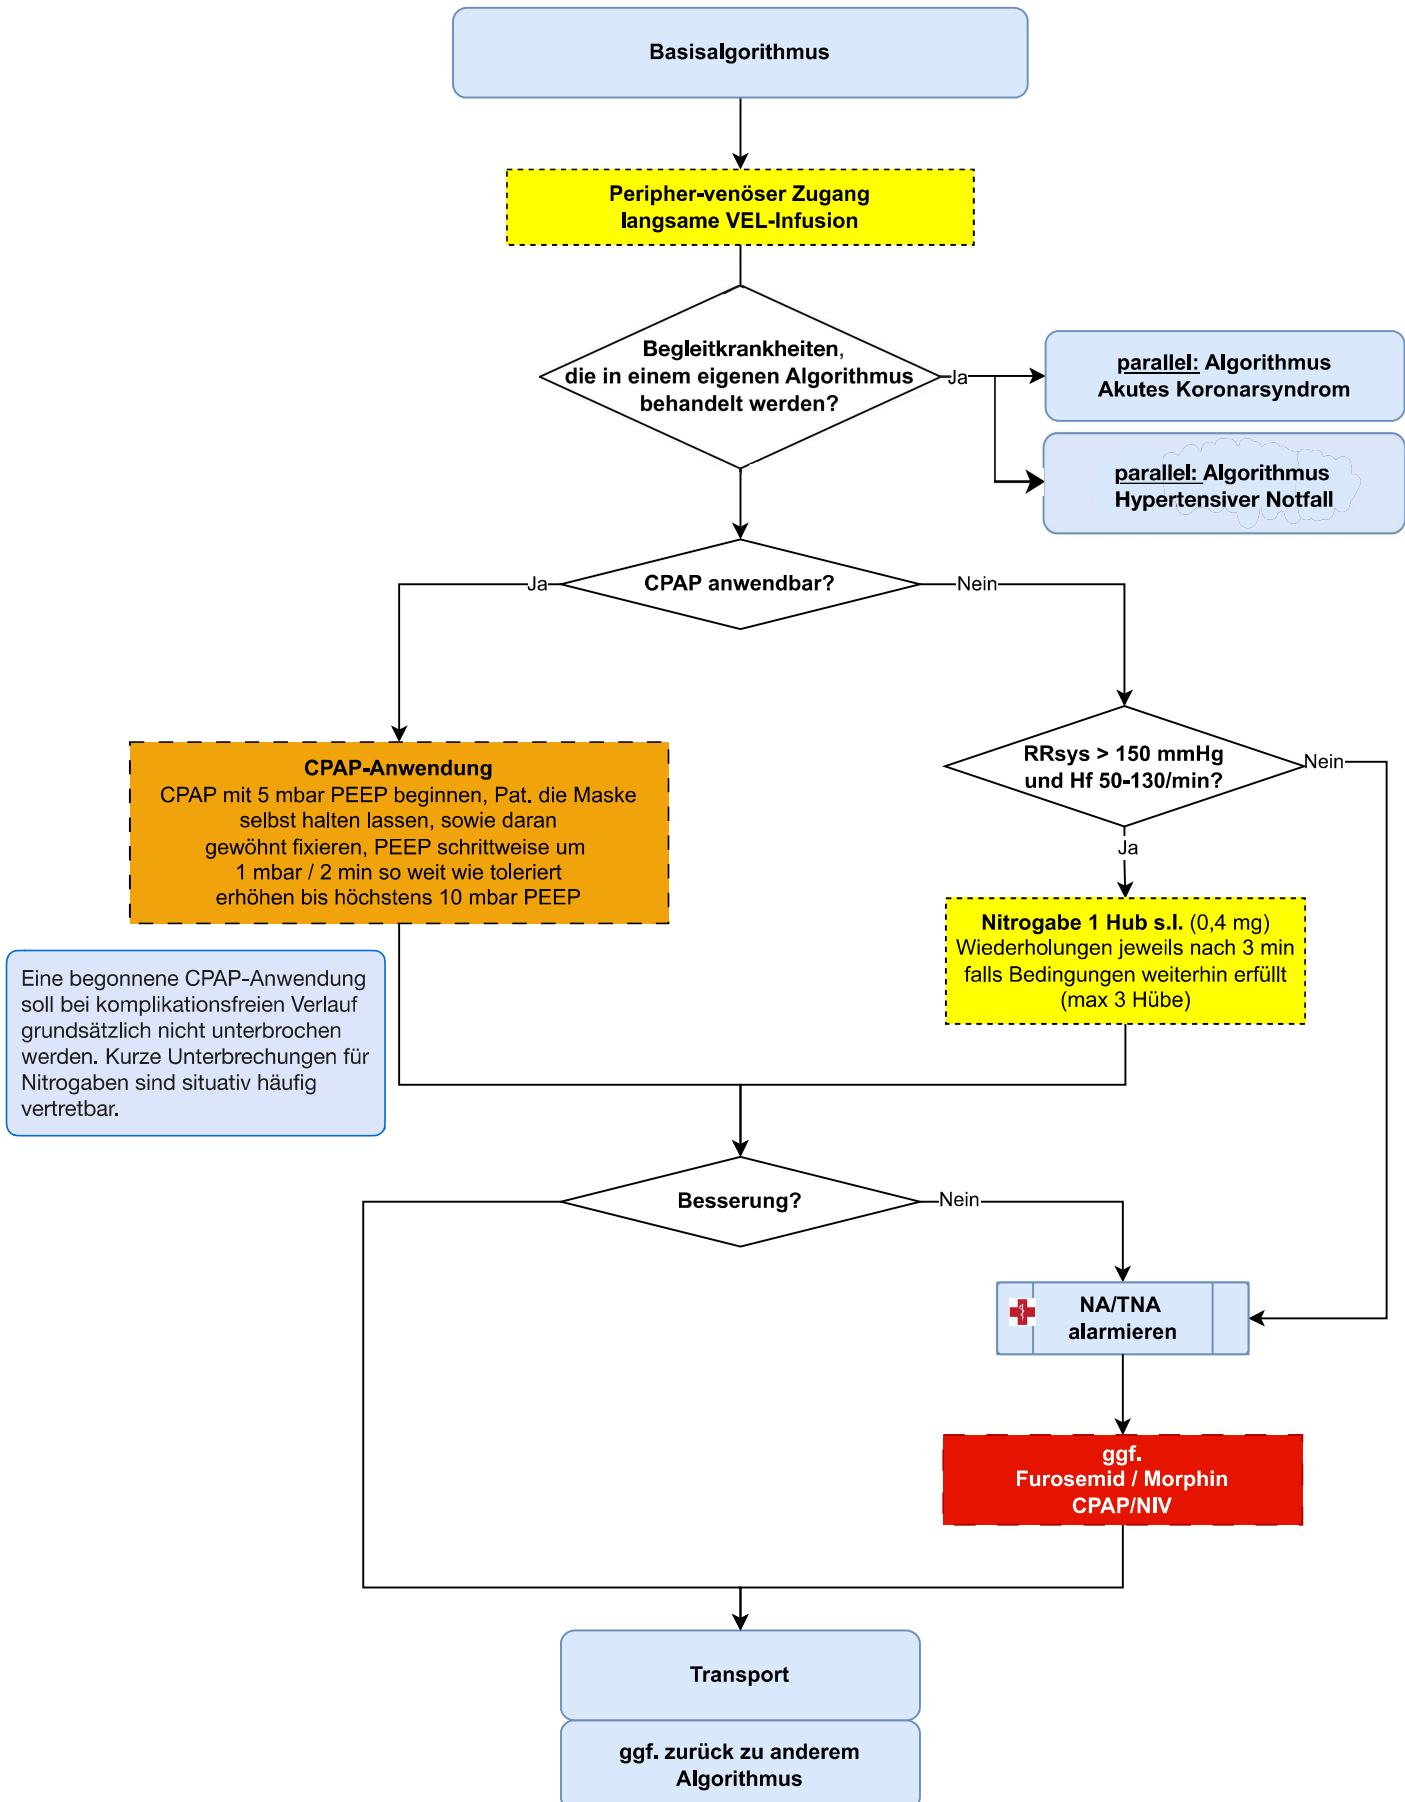 Basisalgorithmus
Peripher-venöser Zugang
langsame VEL-Infusion
Begleitkrankheiten,
die in einem eigenen Algorithmus
behandelt werden?
Ja
parallel: Algorithmus
Akutes Koronarsyndrom
parallel: Algorithmus
Hypertensiver Notfall
CPAP anwendbar?
Ja
Nein
CPAP-Anwendung
CPAP mit 5 mbar PEEP beginnen, Pat. die Maske
selbst halten lassen, sowie daran
gewöhnt fixieren, PEEP schrittweise um
1 mbar / 2 min so weit wie toleriert
erhöhen bis höchstens 10 mbar PEEP
RRsys > 150 mmHg
und Hf 50-130/min?
Nein
Ja
Nitrogabe 1 Hub s.l. (0,4 mg)
Wiederholungen jeweils nach 3 min
falls Bedingungen weiterhin erfüllt
(max 3 Hübe)
Eine begonnene CPAP-Anwendung
soll bei komplikationsfreien Verlauf
grundsätzlich nicht unterbrochen
werden. Kurze Unterbrechungen für
Nitrogaben sind situativ häufig
vertretbar.
Besserung?
Nein
NA/TNA
alarmieren
ggf.
Furosemid / Morphin
CPAP/NIV
Transport
ggf. zurück zu anderem
Algorithmus